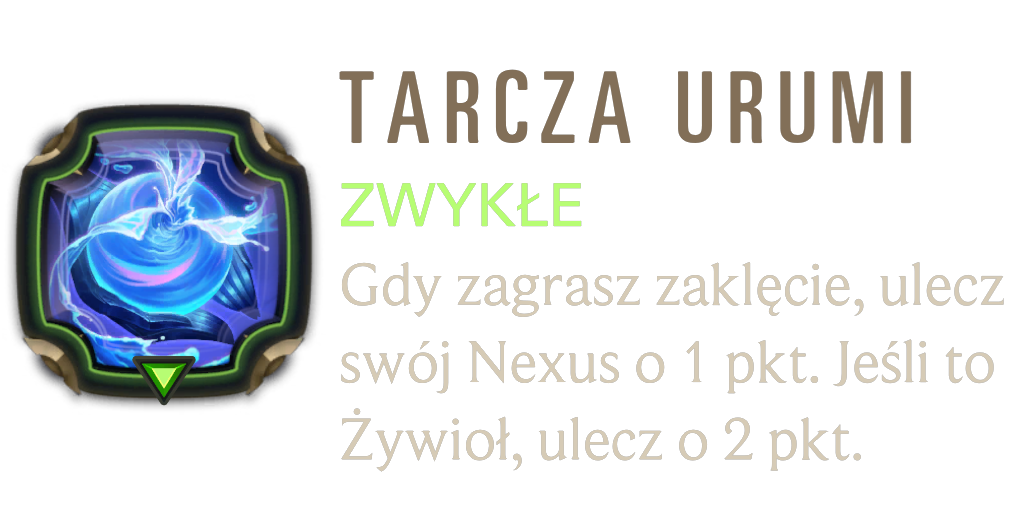 TARCZA URUMI
ZWYKŁE
Gdy zagrasz zaklęcie, ulecz
swój Nexus o 1 pkt. Jeśli to
Żywioł, ulecz o 2 pkt.